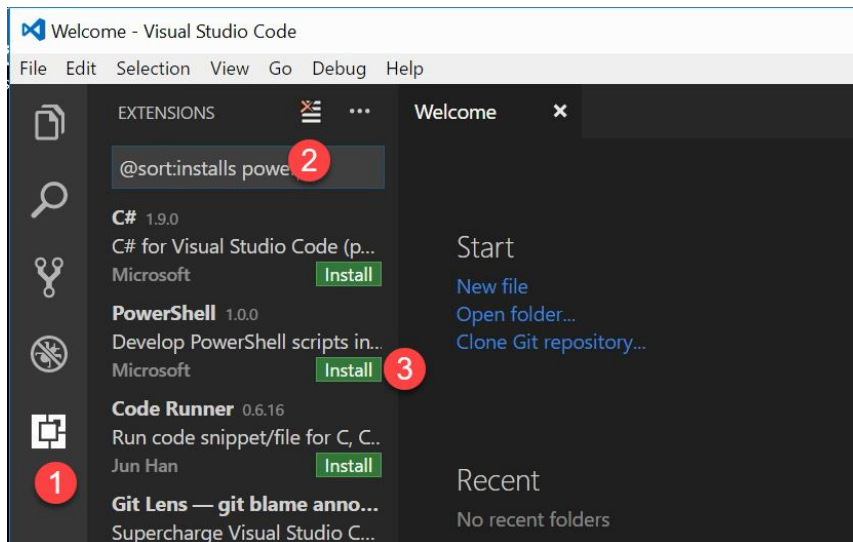 Welcome - Visual Studio Code
File Edit Selection View Go Debug Help
EXTENSIONS
Welcome
@sort:installs powe
2
C# 1.9.0
C# for Visual Studio Code (p...
Microsoft Install
PowerShell 1.0.0
Develop PowerShell scripts in...
Microsoft Install
3
Code Runner 0.6.16
Run code snippet/file for C, C..
Jun Han Install
1
Git Lens — git blame anno...
Supercharge Visual Studio C...
Start
New file
Open folder...
Clone Git repository...
Recent
No recent folders